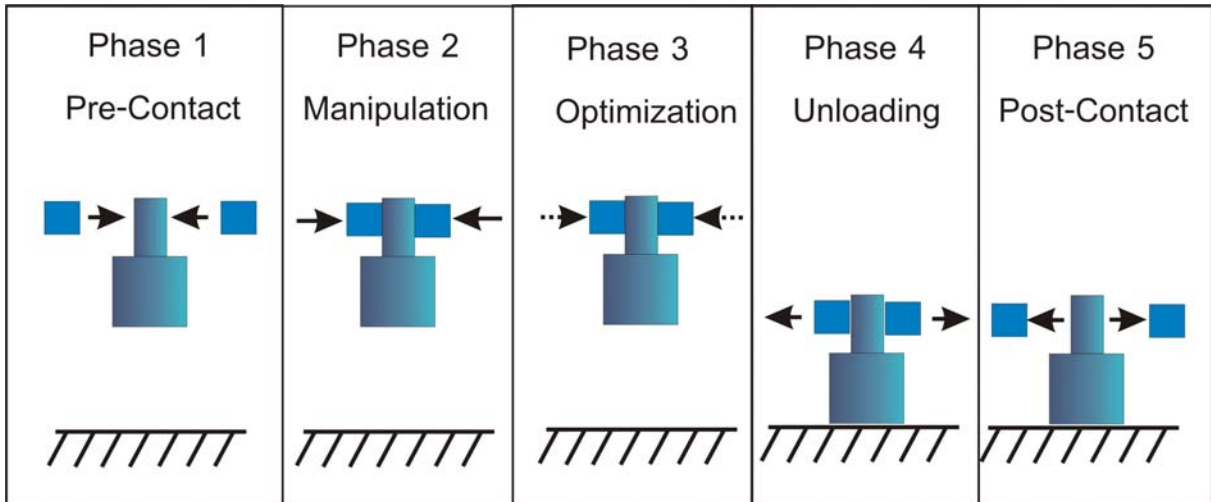 Phase 1
Pre-Contact
Phase 2
Manipulation
Phase 3
Optimization
Phase 4
Unloading
Phase 5
Post-Contact